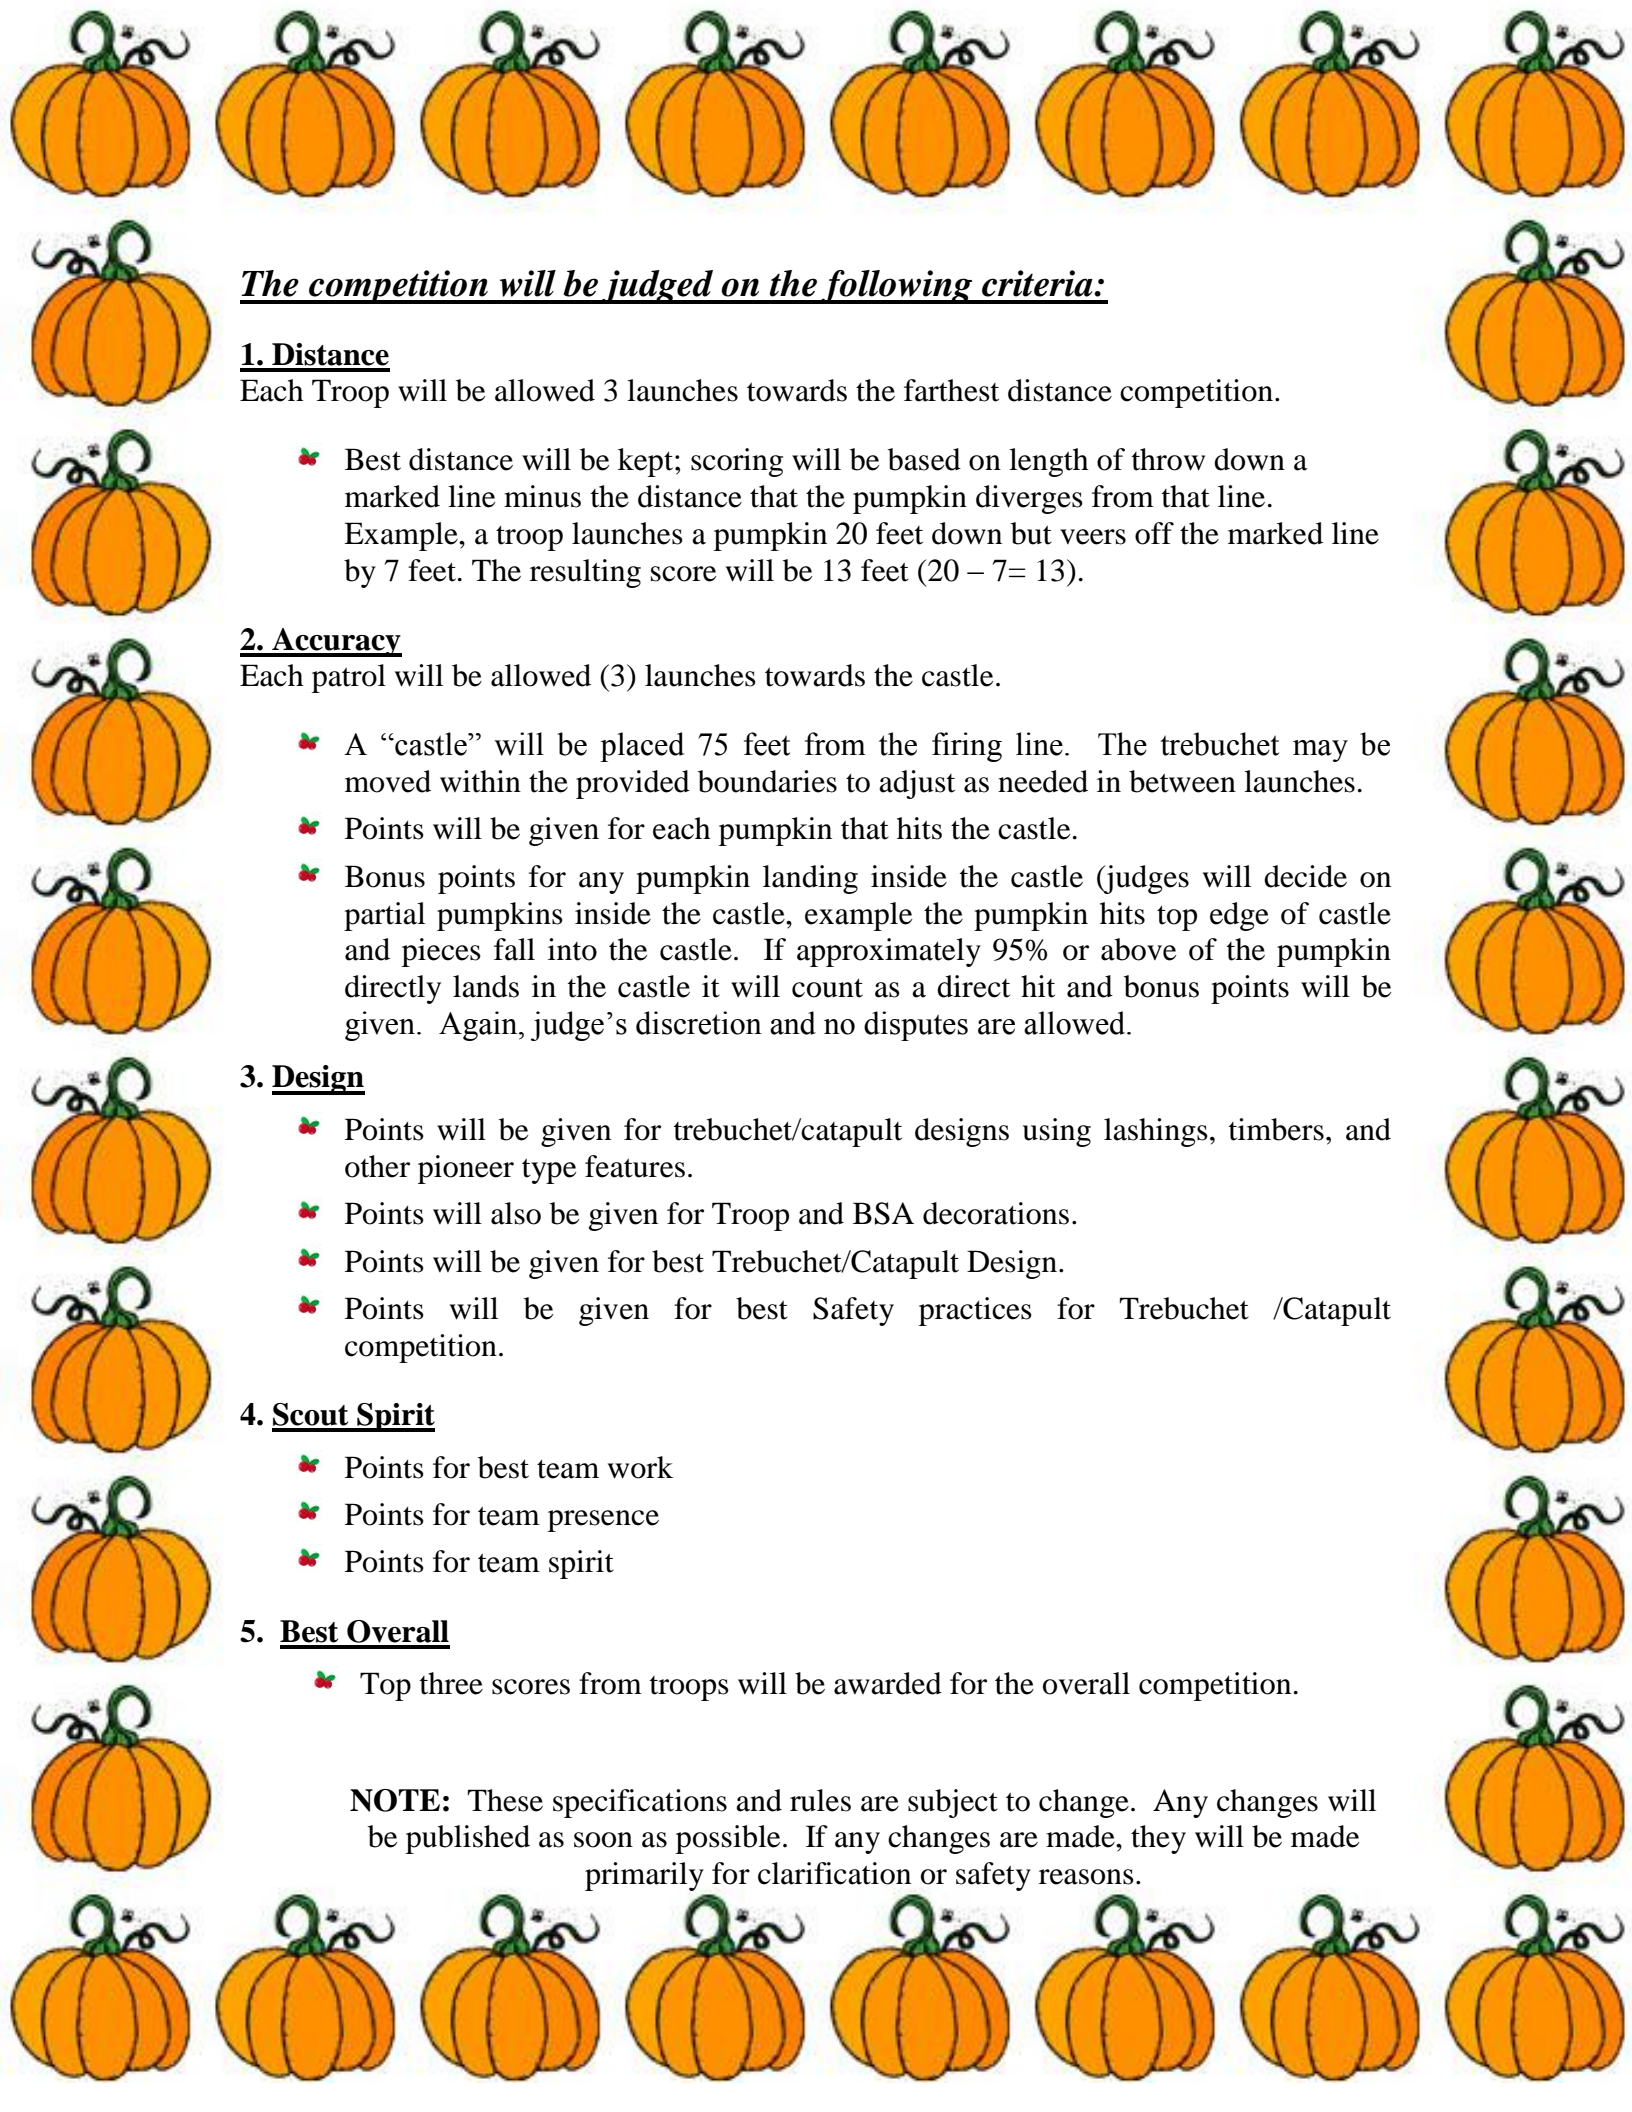 The competition will be judged on the following criteria:
1. Distance
Each Troop will be allowed 3 launches towards the farthest distance competition.
Best distance will be kept; scoring will be based on length of throw down a
marked line minus the distance that the pumpkin diverges from that line.
Example, a troop launches a pumpkin 20 feet down but veers off the marked line
by 7 feet. The resulting score will be 13 feet (20 – 7= 13).
2. Accuracy
Each patrol will be allowed (3) launches towards the castle.
A “castle” will be placed 75 feet from the firing line. The trebuchet may be
moved within the provided boundaries to adjust as needed in between launches.
Points will be given for each pumpkin that hits the castle.
Bonus points for any pumpkin landing inside the castle (judges will decide on
partial pumpkins inside the castle, example the pumpkin hits top edge of castle
and pieces fall into the castle. If approximately 95% or above of the pumpkin
directly lands in the castle it will count as a direct hit and bonus points will be
given. Again, judge’s discretion and no disputes are allowed.
3. Design
Points will be given for trebuchet/catapult designs using lashings, timbers, and
other pioneer type features.
Points will also be given for Troop and BSA decorations.
Points will be given for best Trebuchet/Catapult Design.
Points will be given for best Safety practices for Trebuchet /Catapult
competition.
4. Scout Spirit
Points for best team work
Points for team presence
Points for team spirit
5. Best Overall
Top three scores from troops will be awarded for the overall competition.
NOTE: These specifications and rules are subject to change. Any changes will
be published as soon as possible. If any changes are made, they will be made
primarily for clarification or safety reasons.